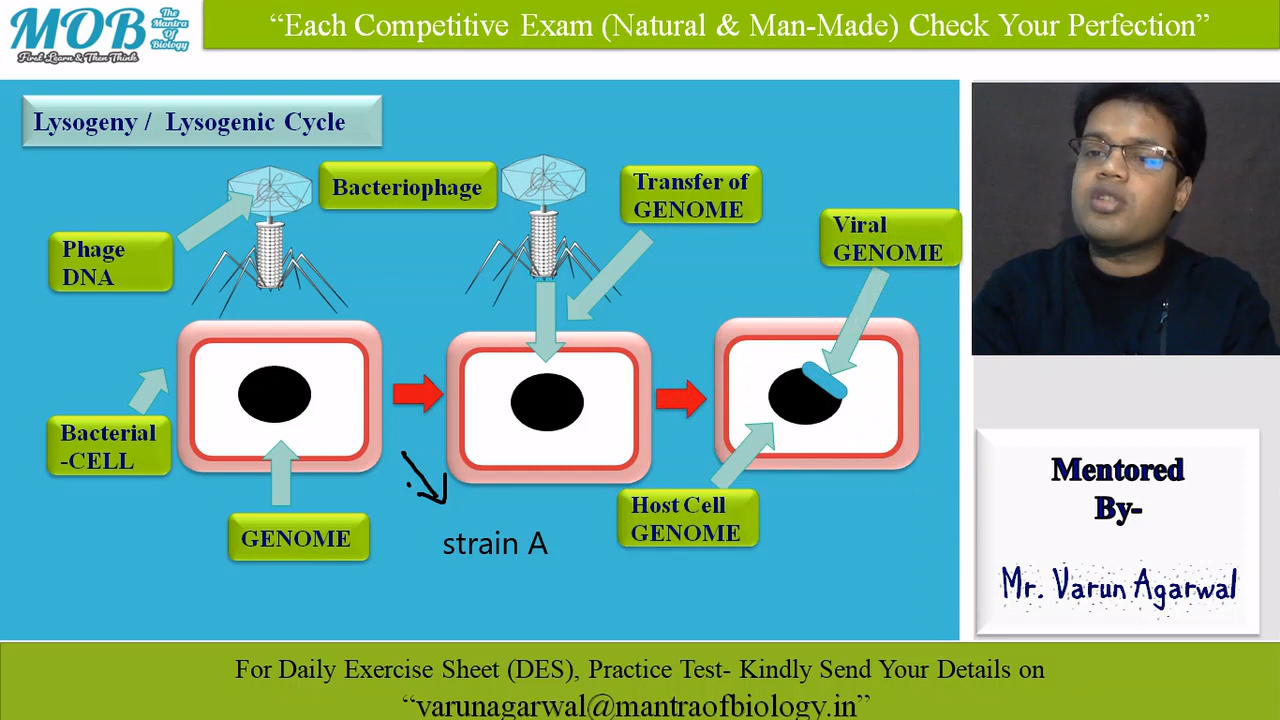 MOB
The
Mantra
Of
Biology
First Learn & Then Think
“Each Competitive Exam (Natural & Man-Made) Check Your Perfection”
Lysogeny / Lysogenic Cycle
Bacteriophage
Transfer of
GENOME
Viral
GENOME
Phage
DNA
Bacterial
-CELL
GENOME
strain A
Host Cell
GENOME
Mentored
By-
Mr. Varun Agarwal
For Daily Exercise Sheet (DES), Practice Test- Kindly Send Your Details on
“varunagarwal@mantraofbiology.in”